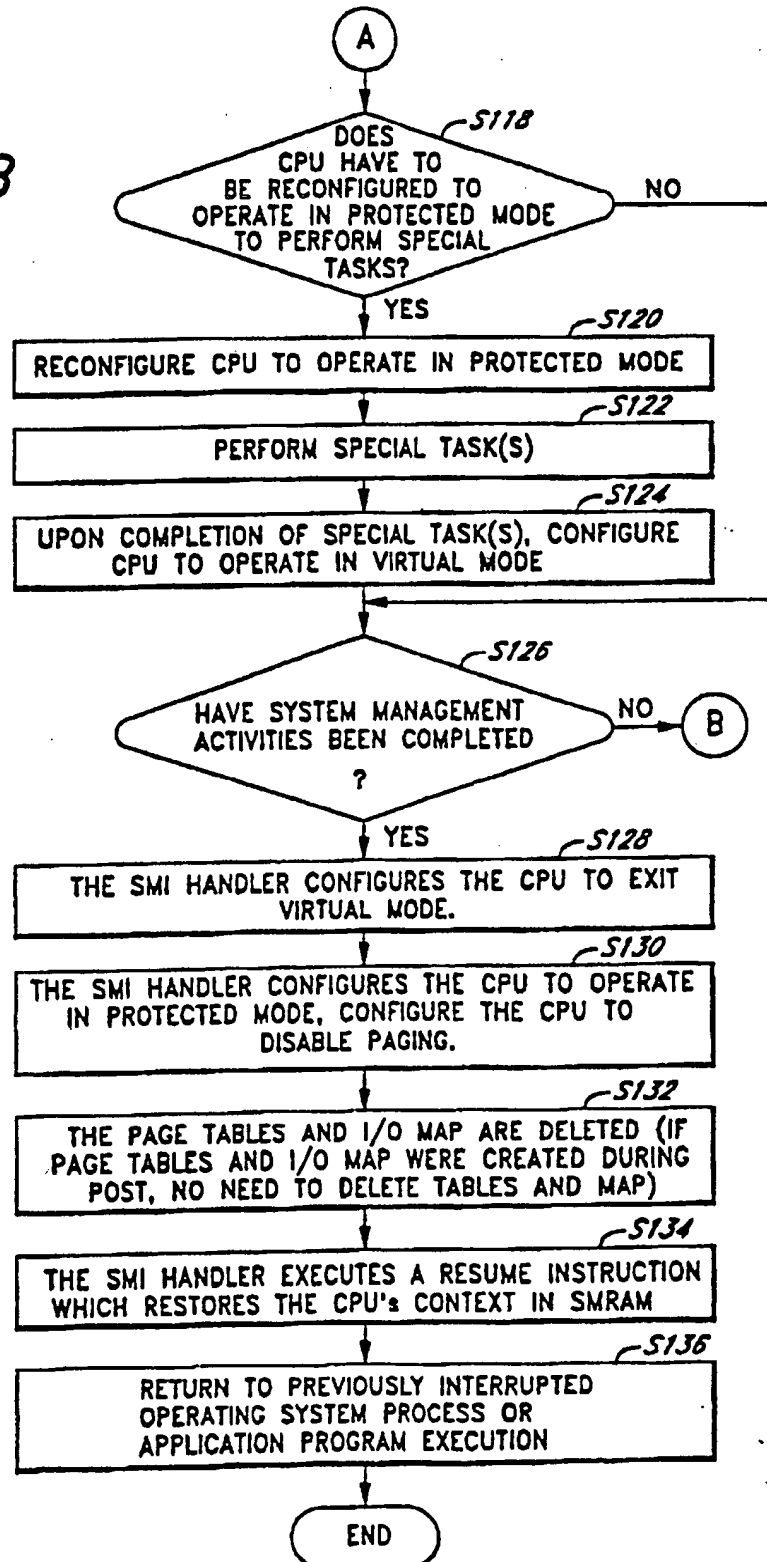 A
S118
DOES
CPU HAVE TO
BE RECONFIGURED TO
OPERATE IN PROTECTED MODE
TO PERFORM SPECIAL
TASKS?
NO
YES
S120
RECONFIGURE CPU TO OPERATE IN PROTECTED MODE
S122
PERFORM SPECIAL TASK(S)
S124
UPON COMPLETION OF SPECIAL TASK(S), CONFIGURE
CPU TO OPERATE IN VIRTUAL MODE
S126
HAVE SYSTEM MANAGEMENT
ACTIVITIES BEEN COMPLETED
?
NO
B
YES
S128
THE SMI HANDLER CONFIGURES THE CPU TO EXIT
VIRTUAL MODE.
S130
THE SMI HANDLER CONFIGURES THE CPU TO OPERATE
IN PROTECTED MODE, CONFIGURE THE CPU TO
DISABLE PAGING.
S132
THE PAGE TABLES AND I/O MAP ARE DELETED (IF
PAGE TABLES AND I/O MAP WERE CREATED DURING
POST, NO NEED TO DELETE TABLES AND MAP)
S134
THE SMI HANDLER EXECUTES A RESUME INSTRUCTION
WHICH RESTORES THE CPU's CONTEXT IN SMRAM
S136
RETURN TO PREVIOUSLY INTERRUPTED
OPERATING SYSTEM PROCESS OR
APPLICATION PROGRAM EXECUTION
END